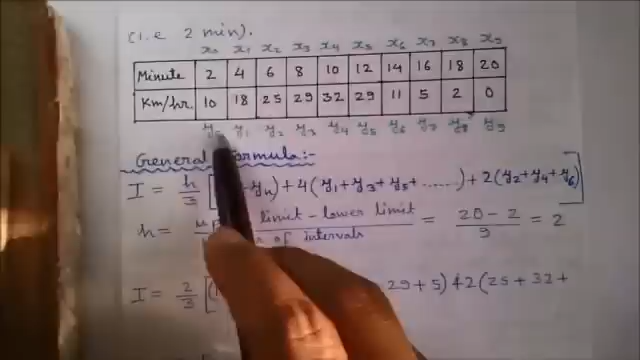 (i.e 2 min).
x0 x1 x2 x3 x4 x5 x6 x7 x8 x9
Minute 2 4 6 8 10 12 14 16 18 20
Km/hr. 10 18 25 29 32 29 11 5 2 0
y0 y1 y2 y3 y4 y5 y6 y7 y8 y9
General Formula:-
I = h/3 [ yn) + 4(y1+y3+y5+......) + 2(y2+y4+y6)]
h = limit - lower limit / of intervals = 20-2/9 = 2
I = 2/3 [( 29+5) +2(25+32+